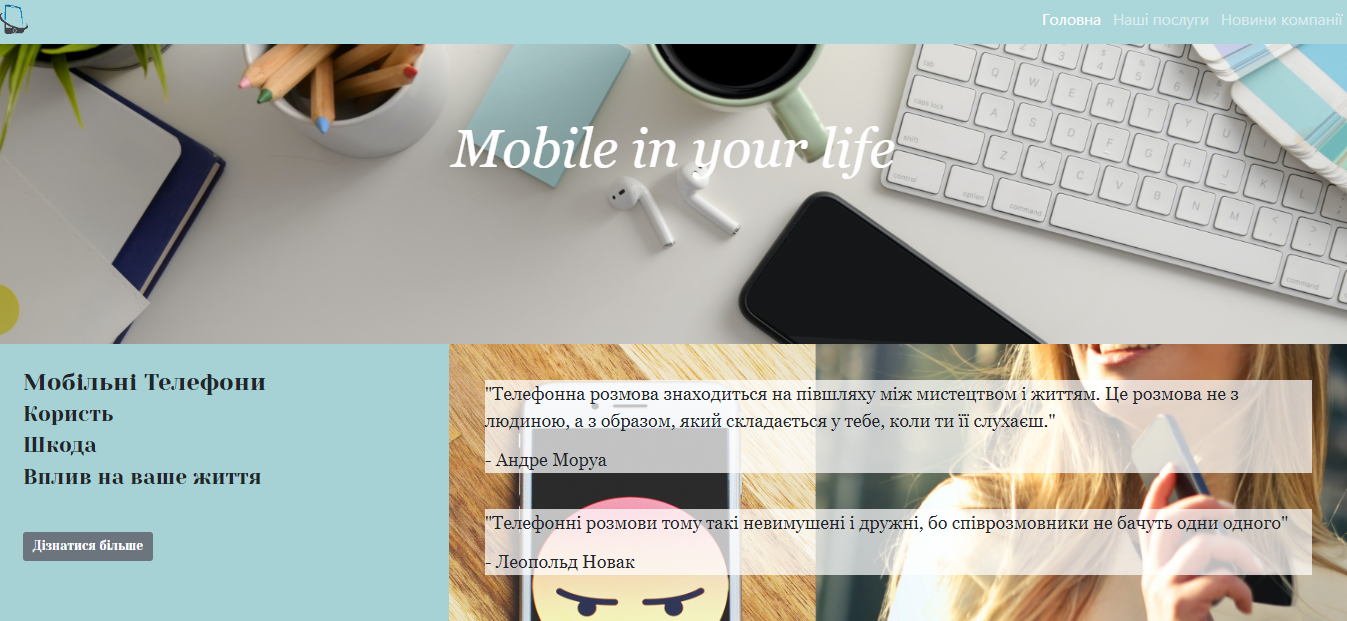 Головна Наші послуги Новини компанії
Mobile in your life
Мобільні Телефони
Користь
Шкода
Вплив на ваше життя
Дізнатися більше
"Телефонна розмова знаходиться на півшляху між мистецтвом і життям. Це розмова не з
людиною, а з образом, який складається у тебе, коли ти її слухаєш."
- Андре Моруа
"Телефонні розмови тому такі невимушені і дружні, бо співрозмовники не бачуть одни одного"
- Леопольд Новак